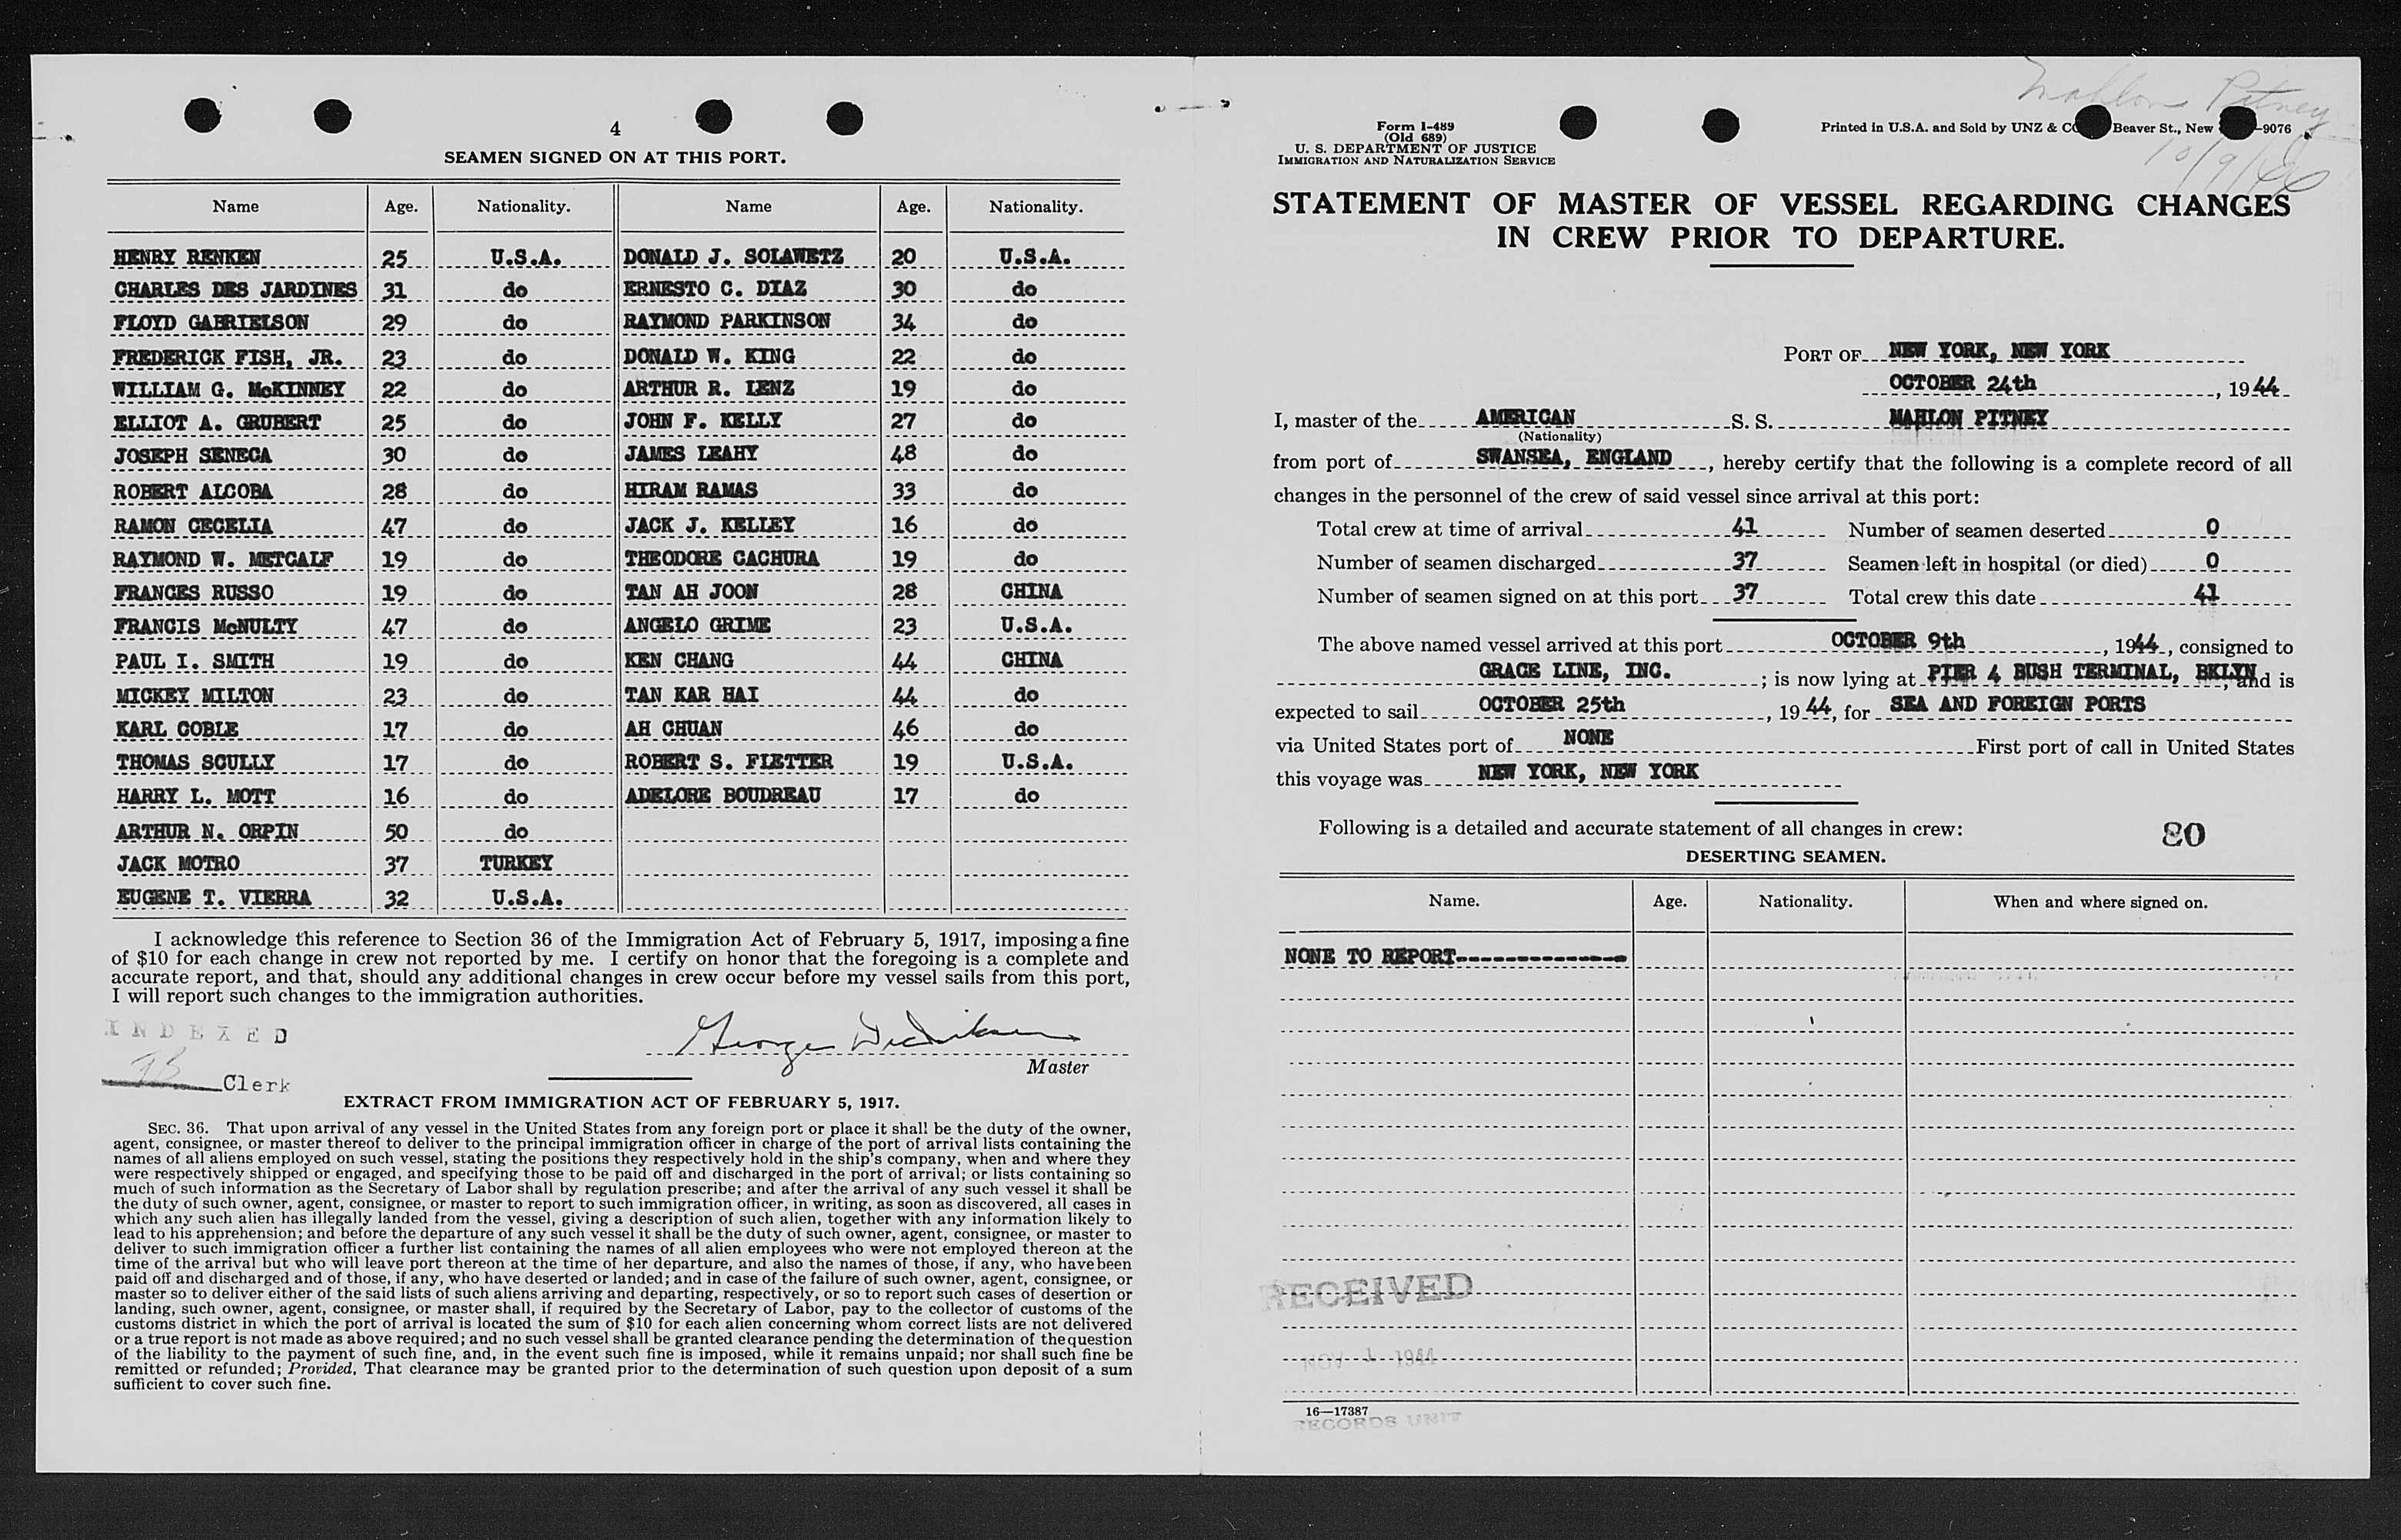 4
SEAMEN SIGNED ON AT THIS PORT.
Name Age. Nationality. Name Age. Nationality.
HENRY RENKEN 25 U.S.A. DONALD J. SOLAWETZ 20 U.S.A.
CHARLES DES JARDINES 31 do ERNESTO C. DIAZ 30 do
FLOYD GABRIELSON 29 do RAYMOND PARKINSON 34 do
FREDERICK FISH, JR. 23 do DONALD W. KING 22 do
WILLIAM G. McKINNEY 22 do ARTHUR R. LENZ 19 do
ELLIOT A. GRUBERT 25 do JOHN F. KELLY 27 do
JOSEPH SENECA 30 do JAMES LEAHY 48 do
ROBERT ALCOBA 28 do HIRAM RAMAS 33 do
RAMON CECELIA 47 do JACK J. KELLEY 16 do
RAYMOND W. METCALF 19 do THEODORE CACHURA 19 do
FRANCES RUSSO 19 do TAN AH JOON 28 CHINA
FRANCIS McNULTY 47 do ANGELO GRIME 23 U.S.A.
PAUL I. SMITH 19 do KEN CHANG 44 CHINA
MICKEY MILTON 23 do TAN KAR HAI 44 do
KARL COBLE 17 do AH CHUAN 46 do
THOMAS SCULLY 17 do ROBERT S. FLETTER 19 U.S.A.
HARRY L. MOTT 16 do ADELORE BOUDREAU 17 do
ARTHUR N. ORPIN 50 do
JACK MOTRO 37 TURKEY
EUGENE T. VIERRA 32 U.S.A.
I acknowledge this reference to Section 36 of the Immigration Act of February 5, 1917, imposing a fine
of $10 for each change in crew not reported by me. I certify on honor that the foregoing is a complete and
accurate report, and that, should any additional changes in crew occur before my vessel sails from this port,
I will report such changes to the immigration authorities.
INDEXED
George
Master
Clerk
EXTRACT FROM IMMIGRATION ACT OF FEBRUARY 5, 1917.
SEC. 36. That upon arrival of any vessel in the United States from any foreign port or place it shall be the duty of the owner,
agent, consignee, or master thereof to deliver to the principal immigration officer in charge of the port of arrival lists containing the
names of all aliens employed on such vessel, stating the positions they respectively hold in the ship's company, when and where they
were respectively shipped or engaged, and specifying those to be paid off and discharged in the port of arrival; or lists containing so
much of such information as the Secretary of Labor shall by regulation prescribe; and after the arrival of any such vessel it shall be
the duty of such owner, agent, consignee, or master to report to such immigration officer, in writing, as soon as discovered, all cases in
which any such alien has illegally landed from the vessel, giving a description of such alien, together with any information likely to
lead to his apprehension; and before the departure of any such vessel it shall be the duty of such owner, agent, consignee, or master to
deliver to such immigration officer a further list containing the names of all alien employees who were not employed thereon at the
time of the arrival but who will leave port thereon at the time of her departure, and also the names of those, if any, who have been
paid off and discharged and of those, if any, who have deserted or landed; and in case of the failure of such owner, agent, consignee, or
master so to deliver either of the said lists of such aliens arriving and departing, respectively, or so to report such cases of desertion or
landing, such owner, agent, consignee, or master shall, if required by the Secretary of Labor, pay to the collector of customs of the
customs district in which the port of arrival is located the sum of $10 for each alien concerning whom correct lists are not delivered
or a true report is not made as above required; and no such vessel shall be granted clearance pending the determination of the question
of the liability to the payment of such fine, and, in the event such fine is imposed, while it remains unpaid; nor shall such fine be
remitted or refunded; Provided, That clearance may be granted prior to the determination of such question upon deposit of a sum
sufficient to cover such fine.
Mahlon Pitney
10/9/
Form I-489
(Old 689)
U. S. DEPARTMENT OF JUSTICE
IMMIGRATION AND NATURALIZATION SERVICE
Printed in U.S.A. and Sold by UNZ & CO Beaver St., New -9076
STATEMENT OF MASTER OF VESSEL REGARDING CHANGES
IN CREW PRIOR TO DEPARTURE.
PORT OF NEW YORK, NEW YORK
OCTOBER 24th, 1944
I, master of the AMERICAN S. S. MAHLON PITNEY
(Nationality)
from port of SWANSEA, ENGLAND, hereby certify that the following is a complete record of all
changes in the personnel of the crew of said vessel since arrival at this port:
Total crew at time of arrival 41 Number of seamen deserted 0
Number of seamen discharged 37 Seamen left in hospital (or died) 0
Number of seamen signed on at this port 37 Total crew this date 41
The above named vessel arrived at this port OCTOBER 9th, 1944, consigned to
GRACE LINE, INC.; is now lying at PIER 4 BUSH TERMINAL, BKLYN, and is
expected to sail OCTOBER 25th, 1944, for SEA AND FOREIGN PORTS
via United States port of NONE First port of call in United States
this voyage was NEW YORK, NEW YORK
Following is a detailed and accurate statement of all changes in crew: 80
DESERTING SEAMEN.
Name. Age. Nationality. When and where signed on.
NONE TO REPORT----------------
RECEIVED
NOV 1 1944
16—17387
RECORDS UNIT